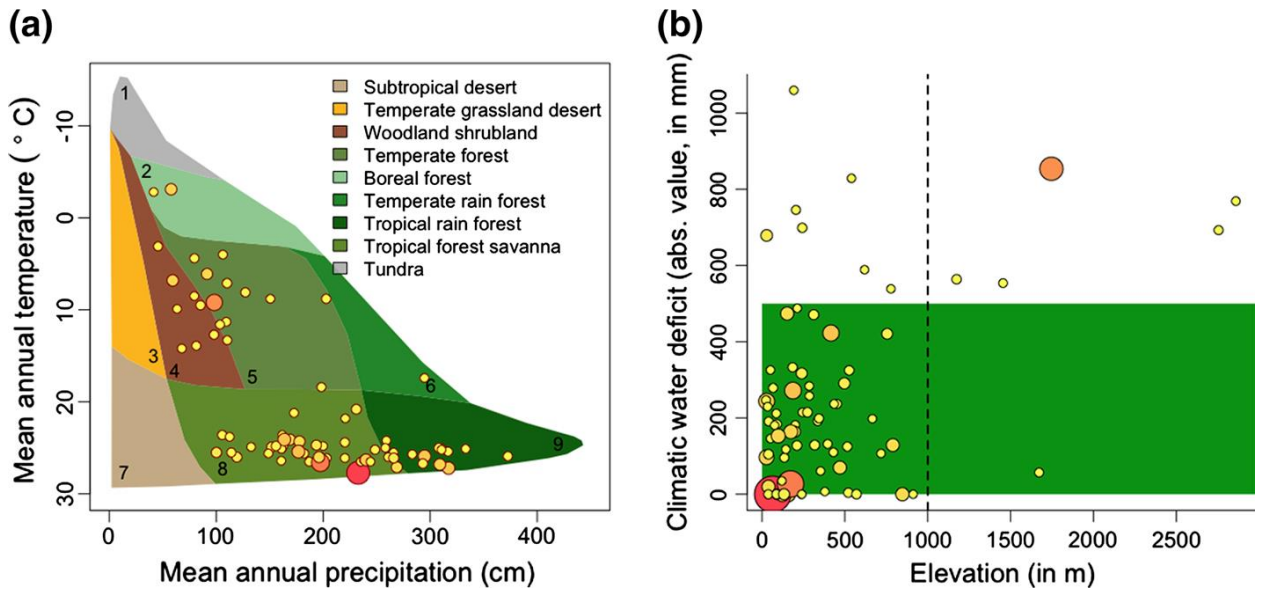 (a)
Mean annual temperature ( ° C)
-10
0
10
20
30
1
2
3
4
5
6
7
8
9
Subtropical desert
Temperate grassland desert
Woodland shrubland
Temperate forest
Boreal forest
Temperate rain forest
Tropical rain forest
Tropical forest savanna
Tundra
0 100 200 300 400
Mean annual precipitation (cm)
(b)
Climatic water deficit (abs. value, in mm)
1000
800
600
400
200
0
0 500 1000 1500 2000 2500
Elevation (in m)